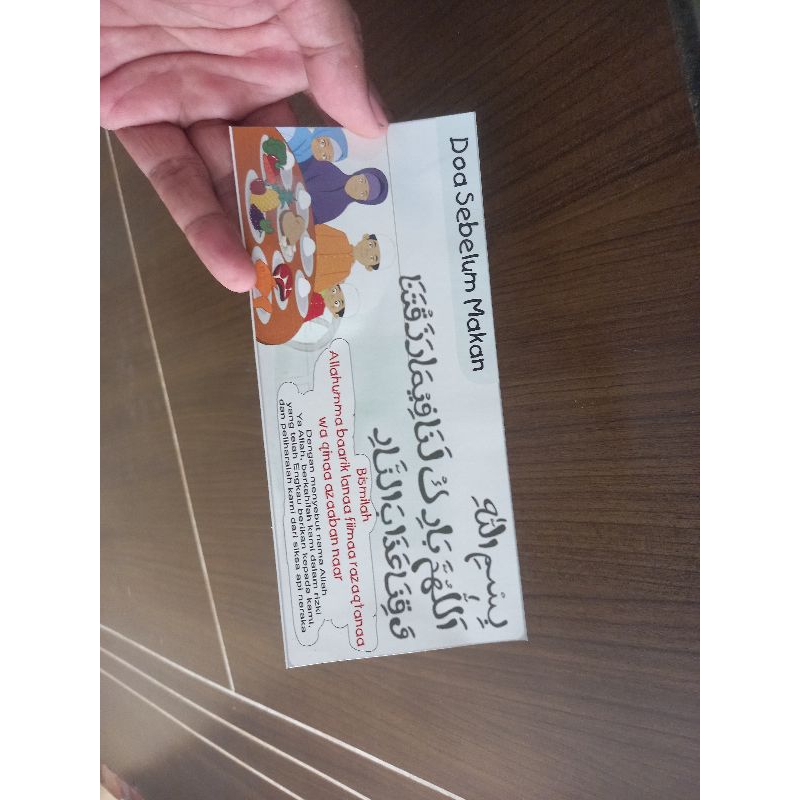 Doa Sebelum Makan
بِسْمِ اللهِ
اَللّٰهُمَّ بَارِكْ لَنَا فِيْمَا رَزَقْتَنَا
وَقِنَا عَذَابَ النَّارِ
Bismilah
Allahumma baarik lanaa fiimaa razaqtanaa
wa qinaa azaaban naar
Dengan menyebut nama Allah
Ya Allah, berkahilah kami dalam rizki
yang telah Engkau berikan kepada kami,
dan peliharalah kami dari siksa api neraka